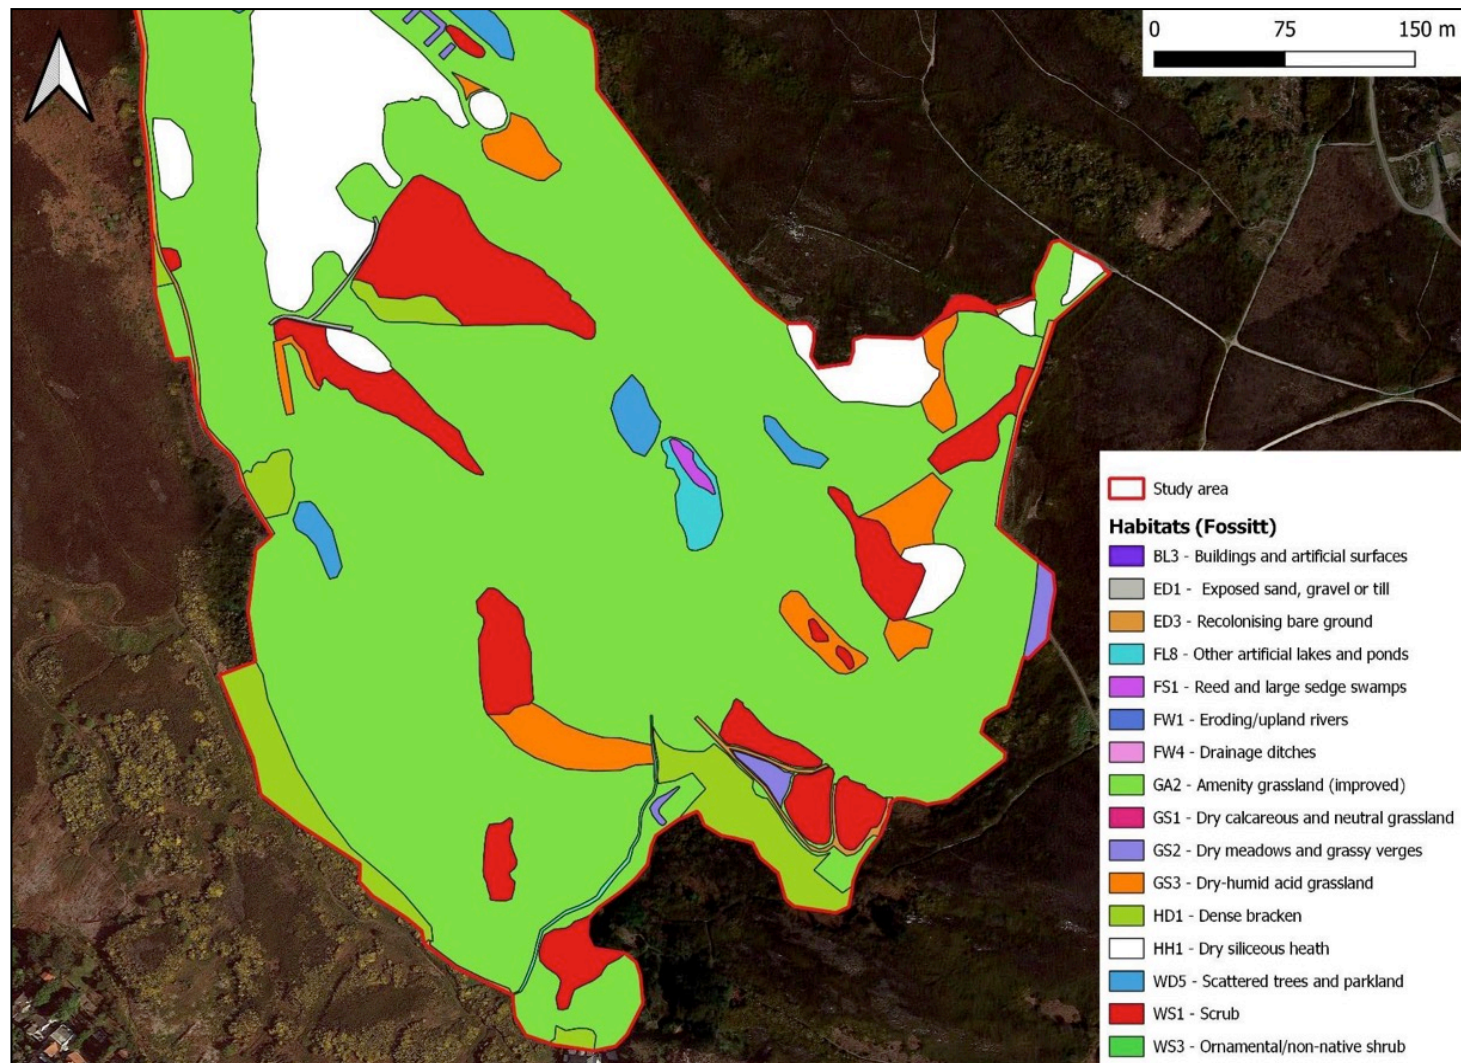 0 75 150 m
Study area
Habitats (Fossitt)
BL3 - Buildings and artificial surfaces
ED1 - Exposed sand, gravel or till
ED3 - Recolonising bare ground
FL8 - Other artificial lakes and ponds
FS1 - Reed and large sedge swamps
FW1 - Eroding/upland rivers
FW4 - Drainage ditches
GA2 - Amenity grassland (improved)
GS1 - Dry calcareous and neutral grassland
GS2 - Dry meadows and grassy verges
GS3 - Dry-humid acid grassland
HD1 - Dense bracken
HH1 - Dry siliceous heath
WD5 - Scattered trees and parkland
WS1 - Scrub
WS3 - Ornamental/non-native shrub